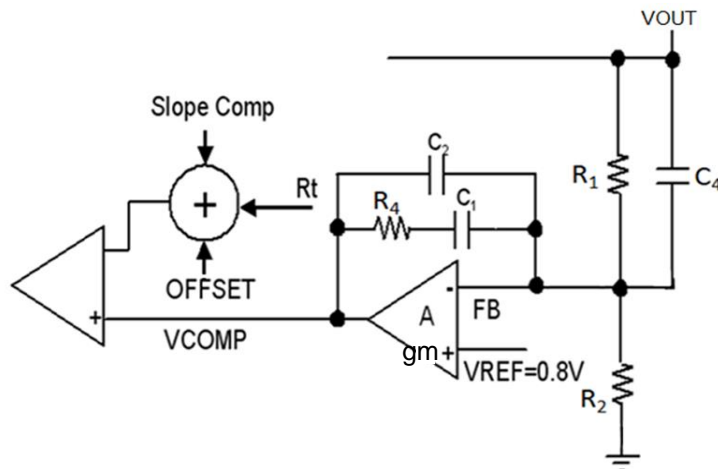 VOUT
Slope Comp
C₂
Rt
R₄
C₁
R₁
C₄
+
OFFSET
-
A
FB
+
VCOMP
gm+
VREF=0.8V
R₂